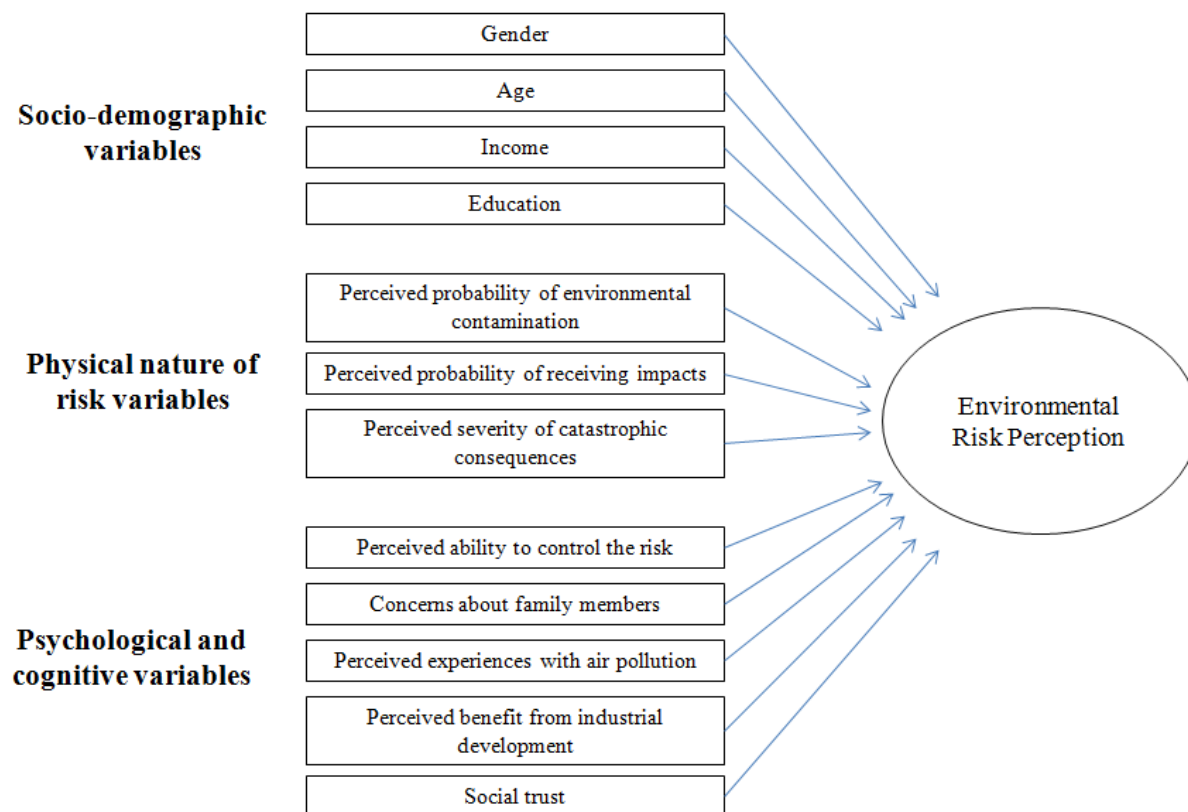 Gender
Age
Socio-demographic
variables
Income
Education
Perceived probability of environmental
contamination
Physical nature of
risk variables
Perceived probability of receiving impacts
Perceived severity of catastrophic
consequences
Environmental
Risk Perception
Perceived ability to control the risk
Concerns about family members
Psychological and
cognitive variables
Perceived experiences with air pollution
Perceived benefit from industrial
development
Social trust